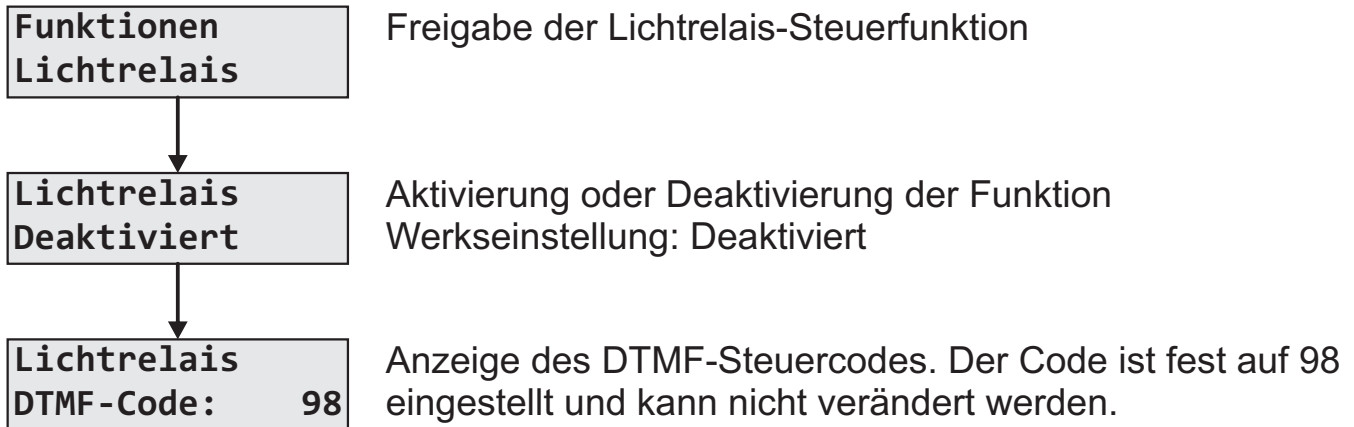 Funktionen
Lichtrelais
Freigabe der Lichtrelais-Steuerfunktion
Lichtrelais
Deaktiviert
Aktivierung oder Deaktivierung der Funktion
Werkseinstellung: Deaktiviert
Lichtrelais
DTMF-Code: 98
Anzeige des DTMF-Steuercodes. Der Code ist fest auf 98
eingestellt und kann nicht verändert werden.